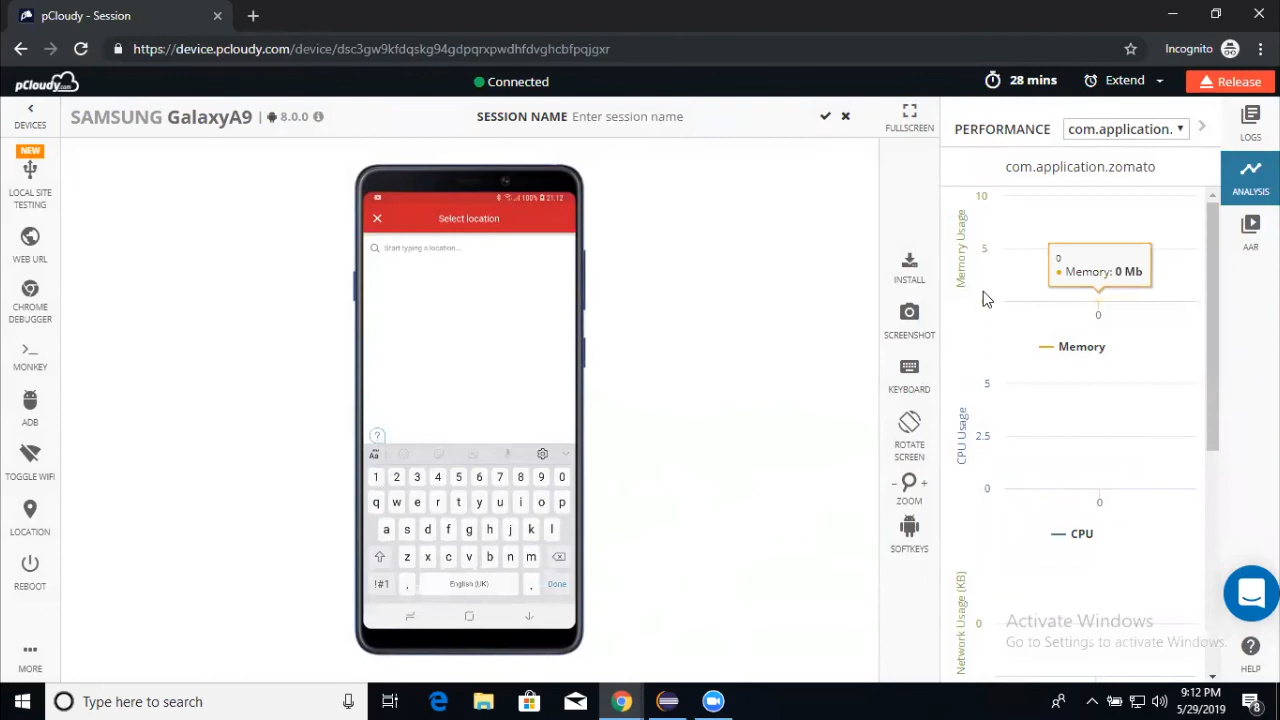 pCloudy - Session
https://device.pcloudy.com/device/dsc3gw9kfdqskg94gdpqrxpwdhfdvghcbfpqjgxr
Incognito
pCloudy.com
Connected
28 mins
Extend
Release
DEVICES
SAMSUNG GalaxyA9 | 8.0.0
SESSION NAME Enter session name
FULLSCREEN
PERFORMANCE
com.application.
LOGS
NEW
LOCAL SITE
TESTING
WEB URL
CHROME
DEBUGGER
MONKEY
ADB
TOGGLE WIFI
LOCATION
REBOOT
MORE
100% 21:12
Select location
Start typing a location...
?
1 2 3 4 5 6 7 8 9 0
q w e r t y u i o p
a s d f g h j k l
z x c v b n m
!#1 , English (UK) . Done
INSTALL
SCREENSHOT
KEYBOARD
ROTATE
SCREEN
- +
ZOOM
SOFTKEYS
com.application.zomato
Memory Usage
10
5
0
Memory: 0 Mb
0
Memory
CPU Usage
5
2.5
0
0
CPU
Network Usage (KB)
0
ANALYSIS
AAR
Activate Windows
Go to Settings to activate Windows.
HELP
Type here to search
9:12 PM
5/29/2019
8